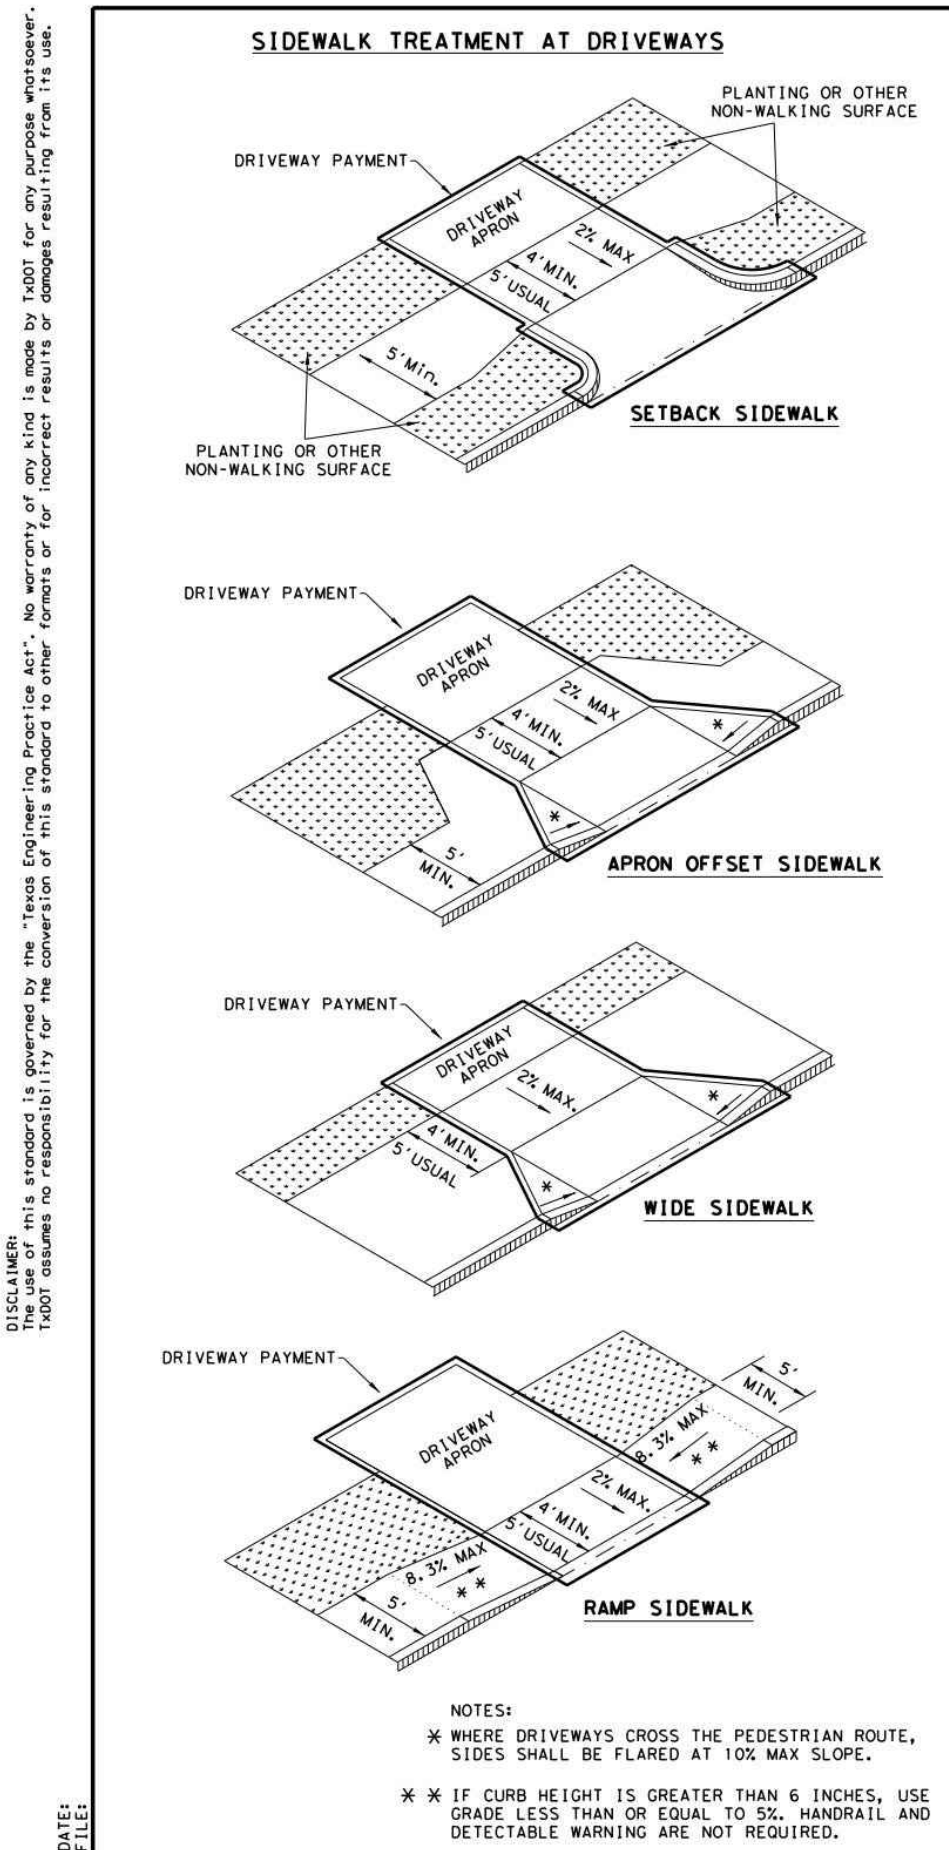 DISCLAIMER:
The use of this standard is governed by the "Texas Engineering Practice Act". No warranty of any kind is made by TxDOT for any purpose whatsoever.
TxDOT assumes no responsibility for the conversion of this standard to other formats or for incorrect results or damages resulting from its use.
DATE:
FILE:
SIDEWALK TREATMENT AT DRIVEWAYS
PLANTING OR OTHER
NON-WALKING SURFACE
DRIVEWAY PAYMENT
DRIVEWAY
APRON
2% MAX
4'MIN.
5'USUAL
5'Min.
SETBACK SIDEWALK
PLANTING OR OTHER
NON-WALKING SURFACE
DRIVEWAY PAYMENT
DRIVEWAY
APRON
2% MAX
4'MIN.
5'USUAL
*
*
5'
MIN.
APRON OFFSET SIDEWALK
DRIVEWAY PAYMENT
DRIVEWAY
APRON
2% MAX.
4'MIN.
5'USUAL
*
*
WIDE SIDEWALK
DRIVEWAY PAYMENT
5'
MIN.
DRIVEWAY
APRON
8.3% MAX
* *
2% MAX.
4'MIN.
5'USUAL
8.3% MAX
* *
5'
MIN.
RAMP SIDEWALK
NOTES:
* WHERE DRIVEWAYS CROSS THE PEDESTRIAN ROUTE,
SIDES SHALL BE FLARED AT 10% MAX SLOPE.
* * IF CURB HEIGHT IS GREATER THAN 6 INCHES, USE
GRADE LESS THAN OR EQUAL TO 5%. HANDRAIL AND
DETECTABLE WARNING ARE NOT REQUIRED.